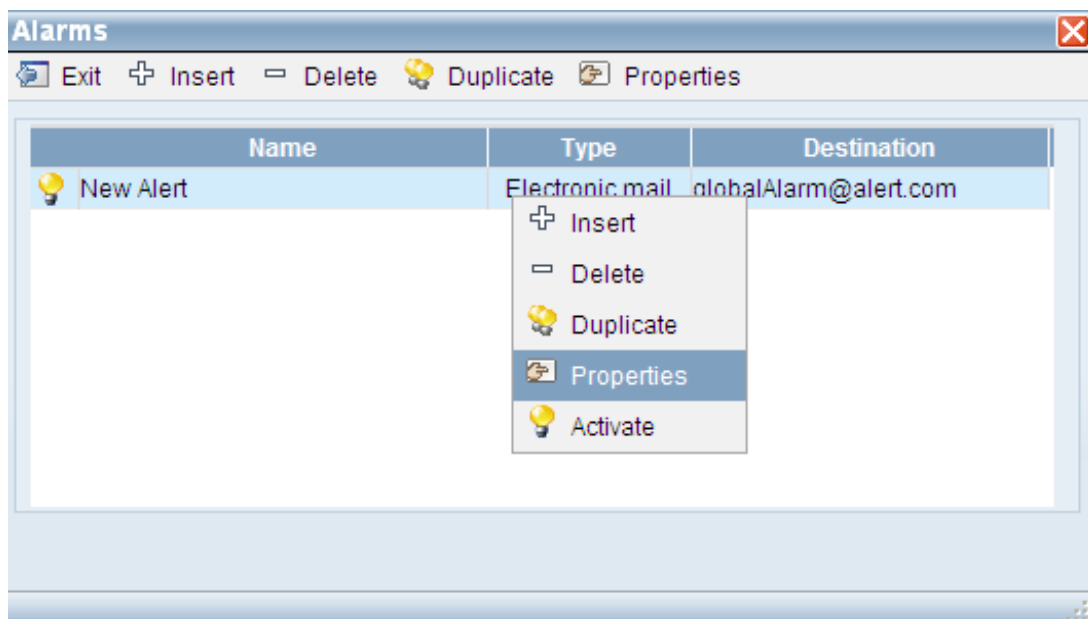 Alarms
Exit Insert Delete Duplicate Properties
Name Type Destination
New Alert Electronic mail globalAlarm@alert.com
Insert
Delete
Duplicate
Properties
Activate